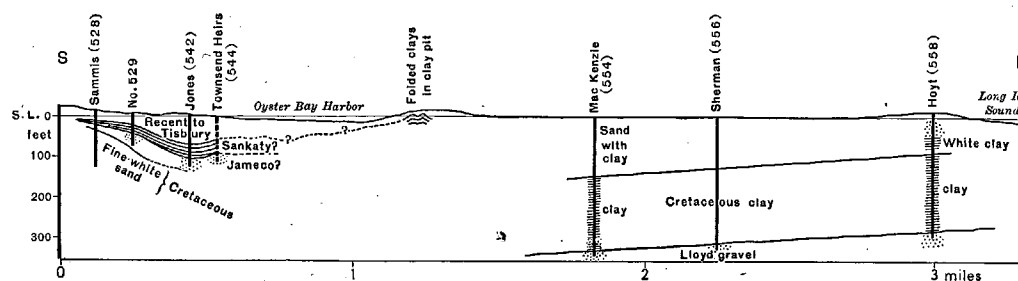 S
Sammis (528)
No. 529
Jones (542)
Townsend Heirs
(544)
Folded clays
in clay pit
Mac Kenzie
(554)
Sherman (556)
Hoyt (558)
Oyster Bay Harbor
Sound
S.L. 0
feet
100
200
300
Recent to
Tisbury
Sankaty?
?
?
Jameco?
Fine white
sand
Cretaceous
Sand
with
clay
White clay
clay
Cretaceous clay
clay
Lloyd gravel
0
1
2
3 miles